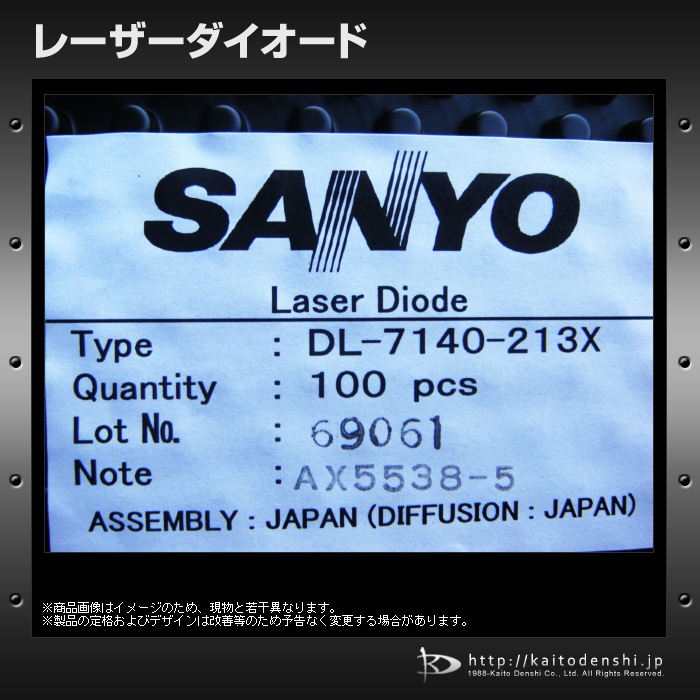 レーザーダイオード
SANYO
Laser Diode
Type : DL-7140-213X
Quantity : 100 pcs
Lot No. : 69061
Note : AX5538-5
ASSEMBLY : JAPAN (DIFFUSION : JAPAN)
※商品画像はイメージのため、現物と若干異なります。
※製品の定格およびデザインは改善等のため予告なく変更する場合があります。
http://kaitodenshi.jp
1988-Kaito Denshi Co., Ltd. All Rights Reserved.